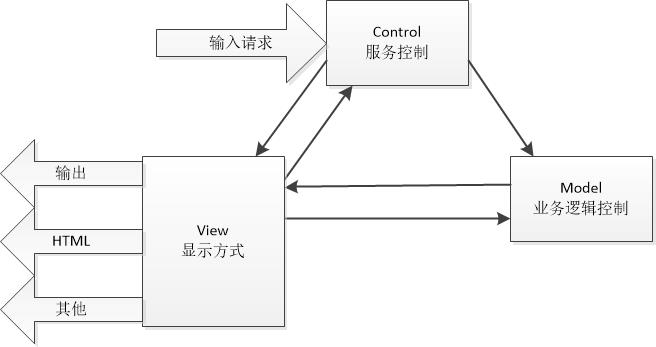 输入请求
Control
服务控制
输出
HTML
其他
View
显示方式
Model
业务逻辑控制